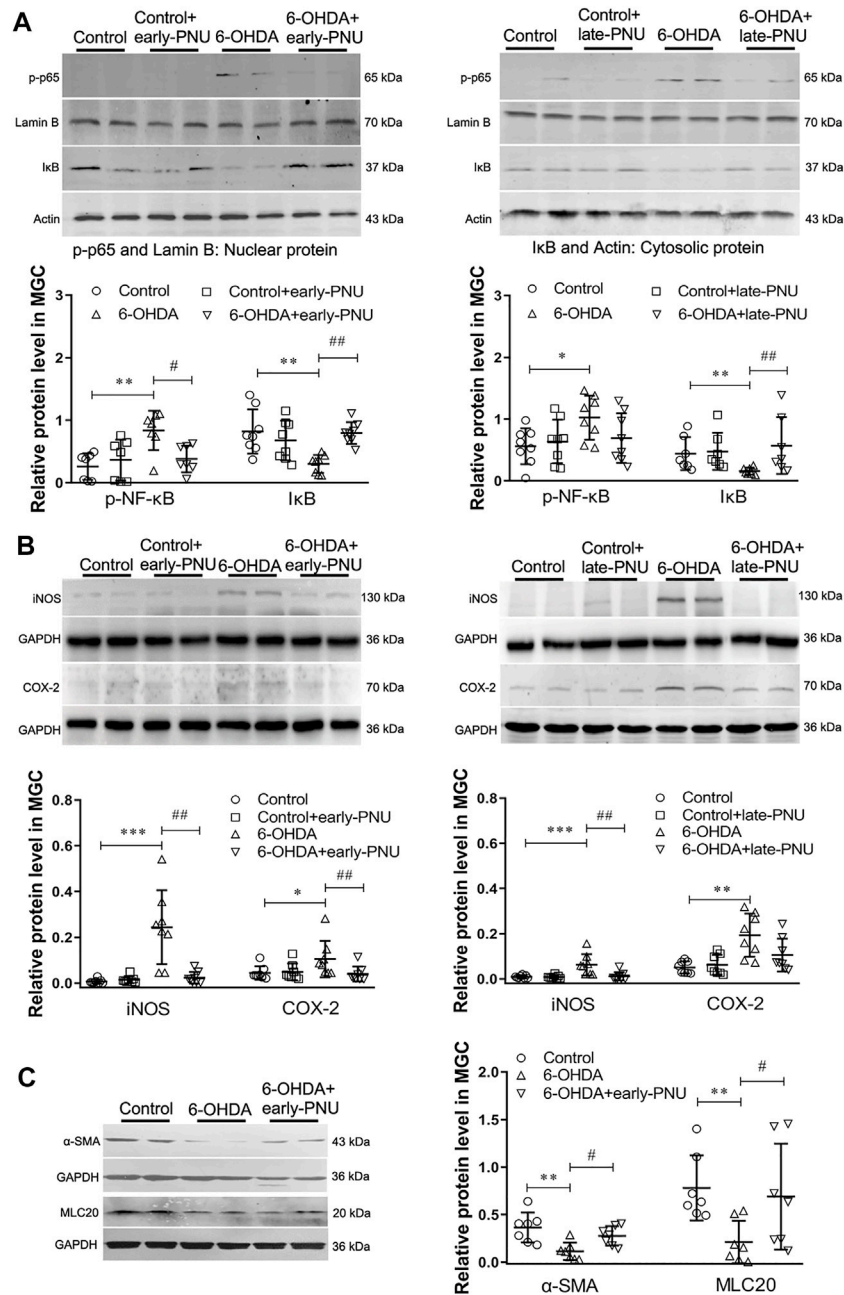 A
Control
Control+
early-PNU
6-OHDA
6-OHDA+
early-PNU
p-p65
65 kDa
Lamin B
70 kDa
IκB
37 kDa
Actin
43 kDa
p-p65 and Lamin B: Nuclear protein
Control
Control+
late-PNU
6-OHDA
6-OHDA+
late-PNU
p-p65
65 kDa
Lamin B
70 kDa
IκB
37 kDa
Actin
43 kDa
IκB and Actin: Cytosolic protein
Relative protein level in MGC
3
2
1
0
Control
Control+early-PNU
6-OHDA
6-OHDA+early-PNU
**
#
**
##
p-NF-κB
IκB
Relative protein level in MGC
3
2
1
0
Control
Control+late-PNU
6-OHDA
6-OHDA+late-PNU
*
**
##
p-NF-κB
IκB
B
Control
Control+
early-PNU
6-OHDA
6-OHDA+
early-PNU
iNOS
130 kDa
GAPDH
36 kDa
COX-2
70 kDa
GAPDH
36 kDa
Control
Control+
late-PNU
6-OHDA
6-OHDA+
late-PNU
iNOS
130 kDa
GAPDH
36 kDa
COX-2
70 kDa
GAPDH
36 kDa
Relative protein level in MGC
0.8
0.6
0.4
0.2
0.0
Control
Control+early-PNU
6-OHDA
6-OHDA+early-PNU
***
##
*
##
iNOS
COX-2
Relative protein level in MGC
0.8
0.6
0.4
0.2
0.0
Control
Control+late-PNU
6-OHDA
6-OHDA+late-PNU
***
##
**
iNOS
COX-2
C
Control
6-OHDA
6-OHDA+
early-PNU
α-SMA
43 kDa
GAPDH
36 kDa
MLC20
20 kDa
GAPDH
36 kDa
Relative protein level in MGC
2.0
1.5
1.0
0.5
0.0
Control
6-OHDA
6-OHDA+early-PNU
**
#
**
#
α-SMA
MLC20